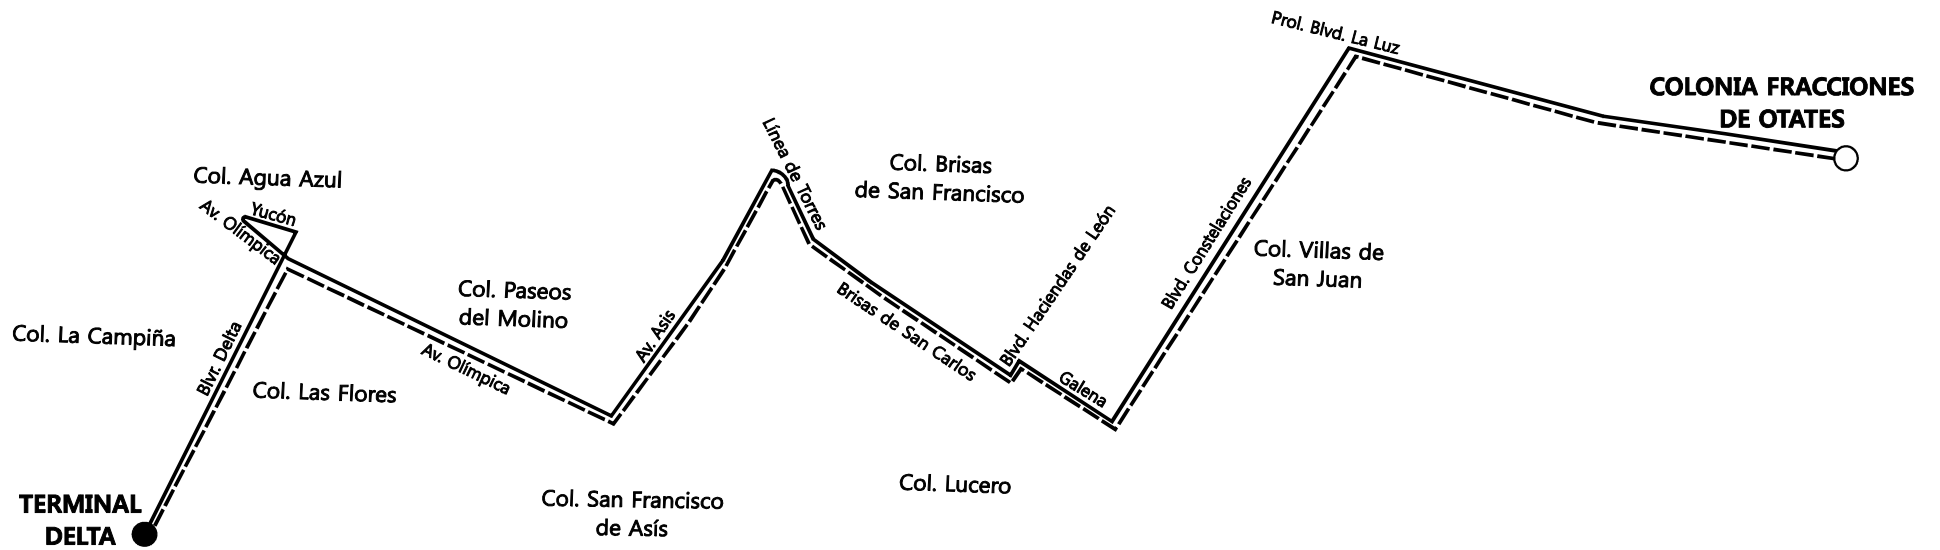 Prol. Blvd. La Luz
COLONIA FRACCIONES
DE OTATES
Línea de Torres
Col. Brisas
de San Francisco
Col. Agua Azul
Yucón
Av. Olímpica
Blvd. Haciendas de León
Blvd. Constelaciones
Col. Villas de
San Juan
Col. Paseos
del Molino
Brisas de San Carlos
Col. La Campiña
Blvr. Delta
Av. Asis
Av. Olímpica
Galena
Col. Las Flores
Col. Lucero
TERMINAL
DELTA
Col. San Francisco
de Asís